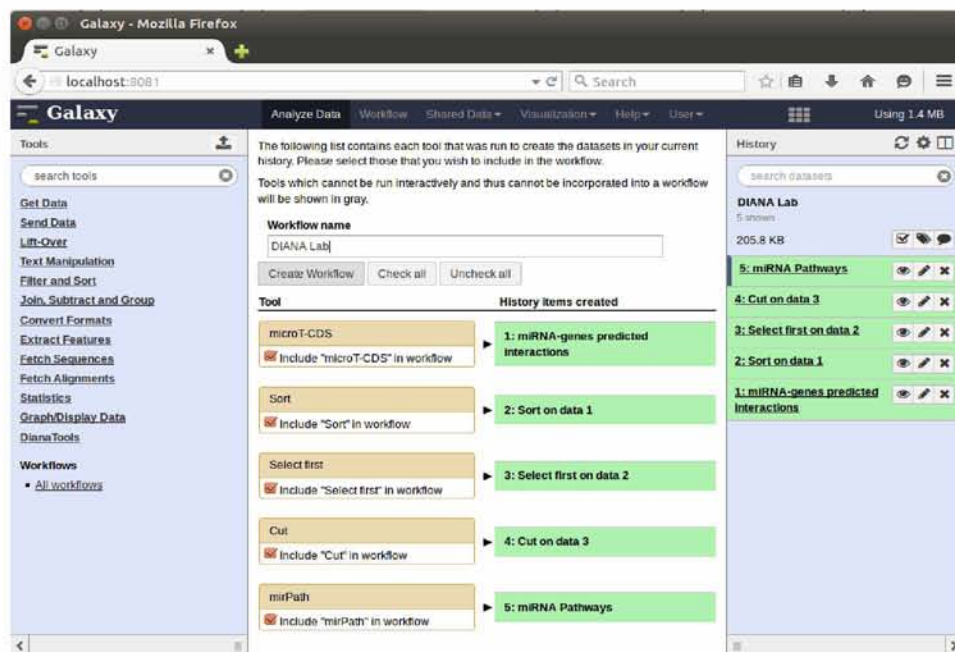 Galaxy - Mozilla Firefox
Galaxy
localhost:8081
Search
Galaxy
Analyze Data
Workflow
Shared Data
Visualization
Help
User
Using 1.4 MB
Tools
search tools
Get Data
Send Data
Lift-Over
Text Manipulation
Filter and Sort
Join, Subtract and Group
Convert Formats
Extract Features
Fetch Sequences
Fetch Alignments
Statistics
Graph/Display Data
DianaTools
Workflows
All workflows
The following list contains each tool that was run to create the datasets in your current
history. Please select those that you wish to include in the workflow.
Tools which cannot be run interactively and thus cannot be incorporated into a workflow
will be shown in gray.
Workflow name
DIANA Lab
Create Workflow
Check all
Uncheck all
Tool
History items created
microT-CDS
Include "microT-CDS" in workflow
1: miRNA-genes predicted
interactions
Sort
Include "Sort" in workflow
2: Sort on data 1
Select first
Include "Select first" in workflow
3: Select first on data 2
Cut
Include "Cut" in workflow
4: Cut on data 3
mirPath
Include "mirPath" in workflow
5: miRNA Pathways
History
search datasets
DIANA Lab
5 shown
205.8 KB
5: miRNA Pathways
4: Cut on data 3
3: Select first on data 2
2: Sort on data 1
1: miRNA-genes predicted
interactions